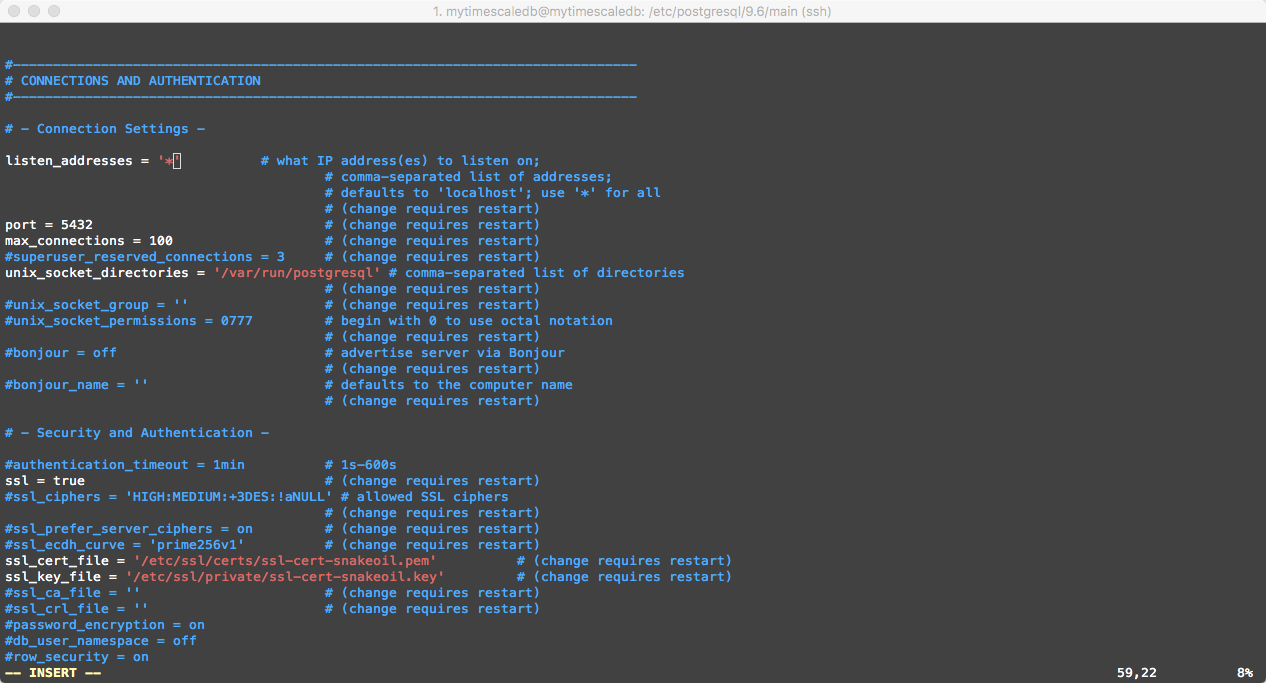 1. mytimescaledb@mytimescaledb: /etc/postgresql/9.6/main (ssh)
#------------------------------------------------------------------------------
# CONNECTIONS AND AUTHENTICATION
#------------------------------------------------------------------------------
# - Connection Settings -
listen_addresses = '*'          # what IP address(es) to listen on;
                                        # comma-separated list of addresses;
                                        # defaults to 'localhost'; use '*' for all
                                        # (change requires restart)
port = 5432                             # (change requires restart)
max_connections = 100                   # (change requires restart)
#superuser_reserved_connections = 3     # (change requires restart)
unix_socket_directories = '/var/run/postgresql' # comma-separated list of directories
                                        # (change requires restart)
#unix_socket_group = ''                 # (change requires restart)
#unix_socket_permissions = 0777         # begin with 0 to use octal notation
                                        # (change requires restart)
#bonjour = off                          # advertise server via Bonjour
                                        # (change requires restart)
#bonjour_name = ''                      # defaults to the computer name
                                        # (change requires restart)
# - Security and Authentication -
#authentication_timeout = 1min          # 1s-600s
ssl = true                              # (change requires restart)
#ssl_ciphers = 'HIGH:MEDIUM:+3DES:!aNULL' # allowed SSL ciphers
                                        # (change requires restart)
#ssl_prefer_server_ciphers = on         # (change requires restart)
#ssl_ecdh_curve = 'prime256v1'          # (change requires restart)
ssl_cert_file = '/etc/ssl/certs/ssl-cert-snakeoil.pem'          # (change requires restart)
ssl_key_file = '/etc/ssl/private/ssl-cert-snakeoil.key'         # (change requires restart)
#ssl_ca_file = ''                       # (change requires restart)
#ssl_crl_file = ''                      # (change requires restart)
#password_encryption = on
#db_user_namespace = off
#row_security = on
-- INSERT --                                    59,22          8%